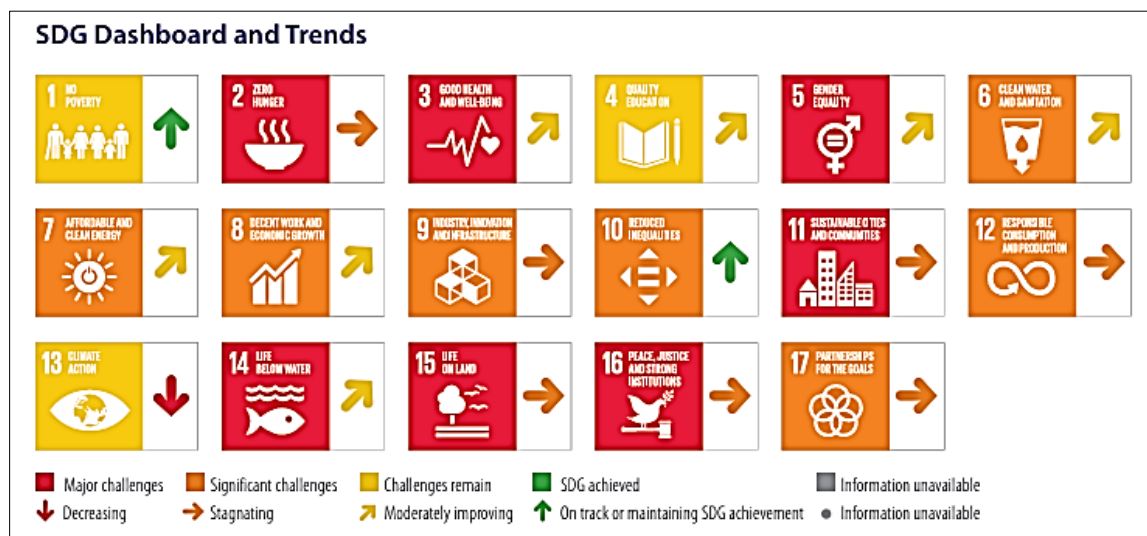 SDG Dashboard and Trends
1 NO
POVERTY
2 ZERO
HUNGER
3 GOOD HEALTH
AND WELL-BEING
4 QUALITY
EDUCATION
5 GENDER
EQUALITY
6 CLEAN WATER
AND SANITATION
7 AFFORDABLE AND
CLEAN ENERGY
8 DECENT WORK AND
ECONOMIC GROWTH
9 INDUSTRY, INNOVATION
AND INFRASTRUCTURE
10 REDUCED
INEQUALITIES
11 SUSTAINABLE CITIES
AND COMMUNITIES
12 RESPONSIBLE
CONSUMPTION
AND PRODUCTION
13 CLIMATE
ACTION
14 LIFE
BELOW WATER
15 LIFE
ON LAND
16 PEACE, JUSTICE
AND STRONG
INSTITUTIONS
17 PARTNERSHIPS
FOR THE GOALS
Major challenges Significant challenges Challenges remain SDG achieved Information unavailable
Decreasing Stagnating Moderately improving On track or maintaining SDG achievement Information unavailable